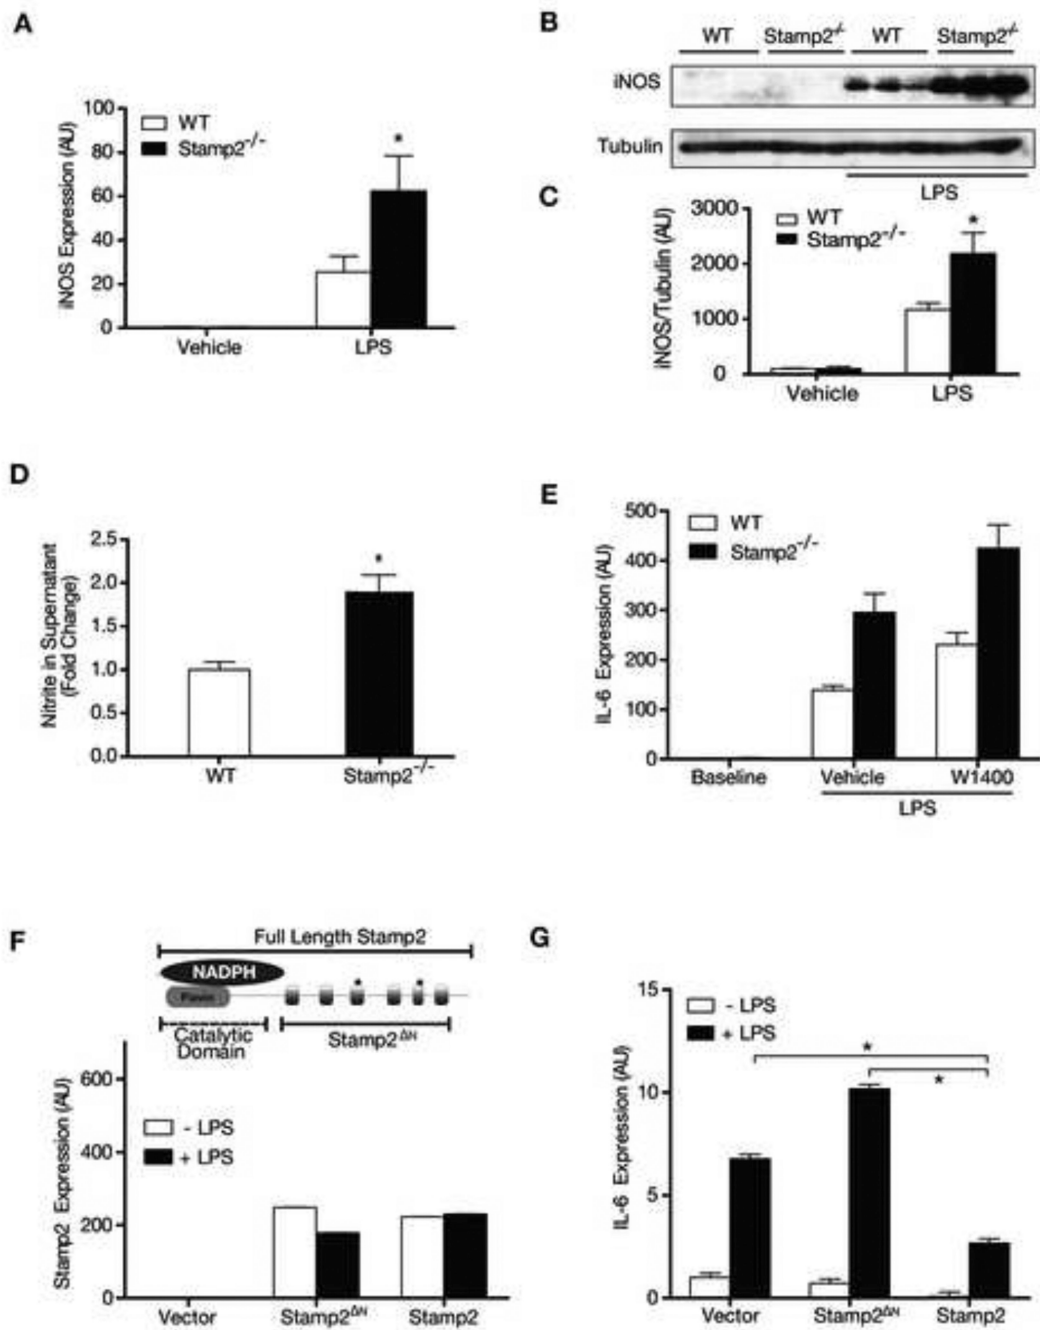 A
iNOS Expression (AU)
100
80
60
40
20
0
WT
Stamp2-/-
*
Vehicle
LPS
B
WT
Stamp2-/-
WT
Stamp2-/-
iNOS
Tubulin
LPS
C
iNOS/Tubulin (AU)
3000
2000
1000
0
WT
Stamp2-/-
*
Vehicle
LPS
D
Nitrite in Supernatant
(Fold Change)
2.5
2.0
1.5
1.0
0.5
0.0
*
WT
Stamp2-/-
E
IL-6 Expression (AU)
500
400
300
200
100
0
WT
Stamp2-/-
Baseline
Vehicle
W1400
LPS
F
Full Length Stamp2
NADPH
Flavin
* *
Catalytic
Domain
Stamp2ΔN
Stamp2 Expression (AU)
600
400
200
0
- LPS
+ LPS
Vector
Stamp2ΔN
Stamp2
G
IL-6 Expression (AU)
15
10
5
0
- LPS
+ LPS
*
*
Vector
Stamp2ΔN
Stamp2